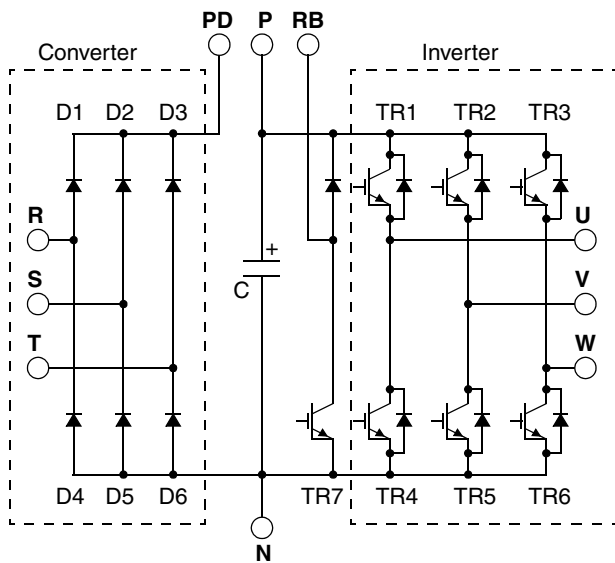 PD P RB
Converter Inverter
D1 D2 D3 TR1 TR2 TR3
R U
+
S C V
T W
D4 D5 D6 TR7 TR4 TR5 TR6
N